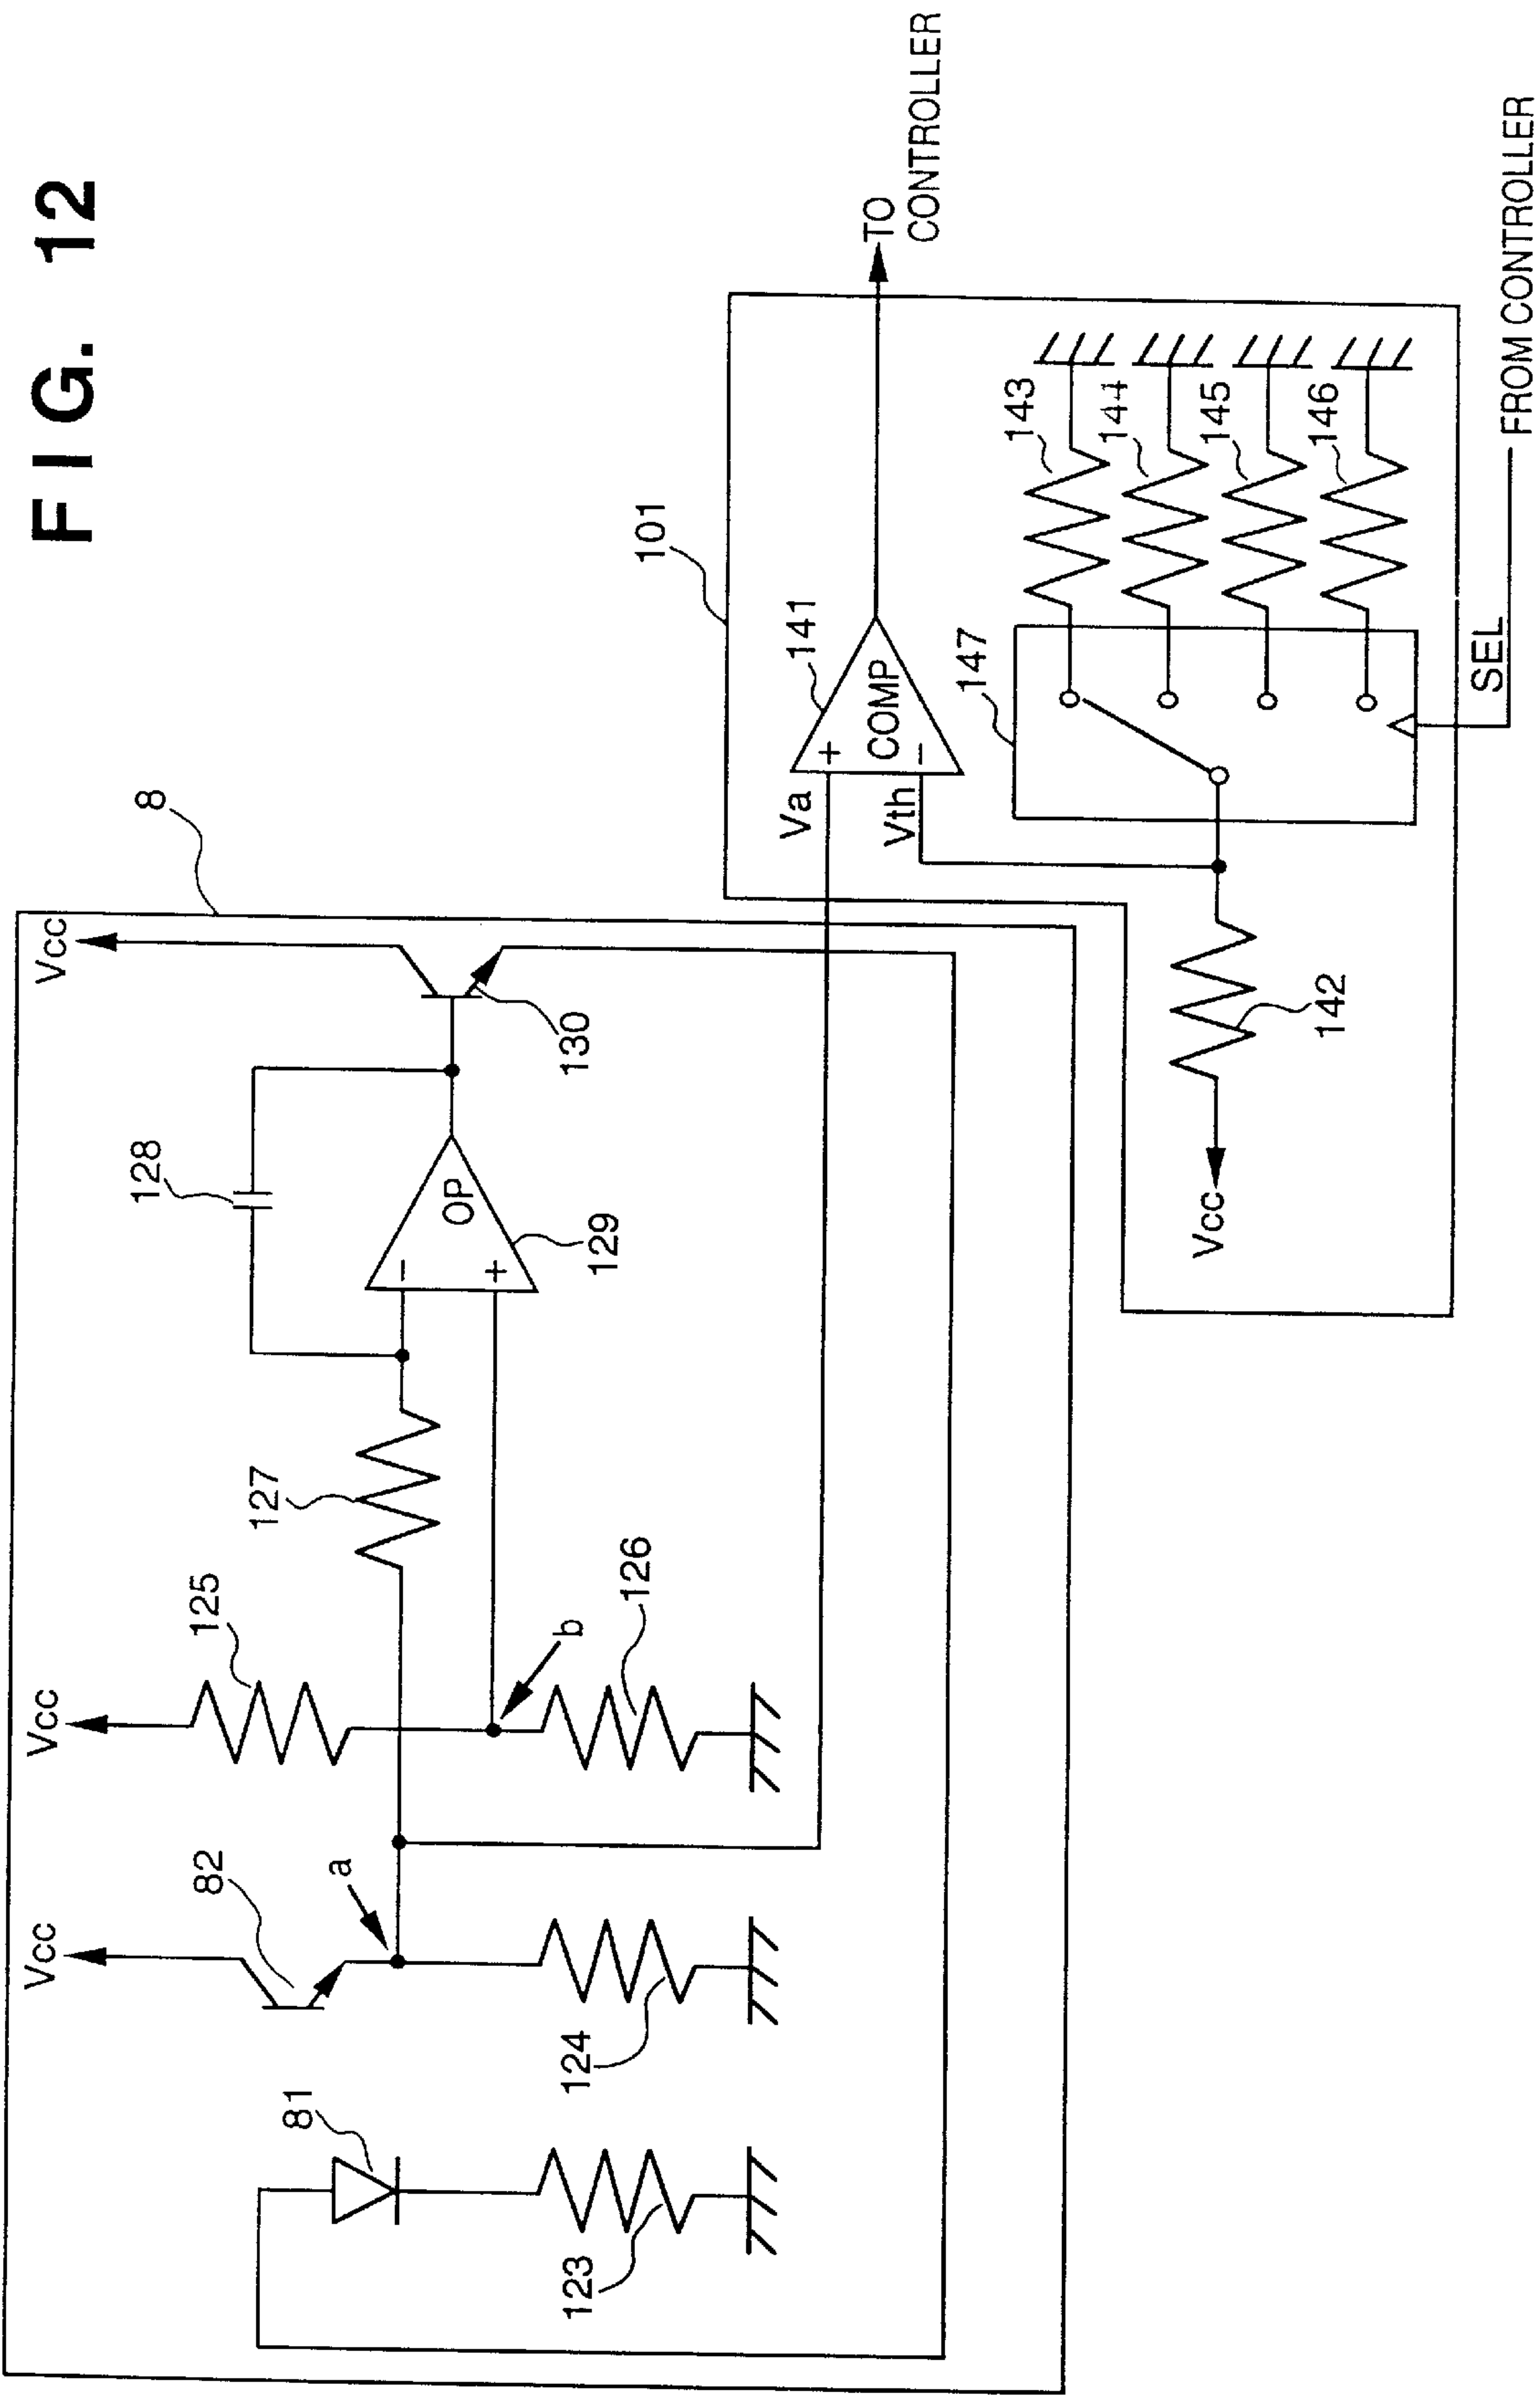 FIG. 12
8
Vcc
Vcc
Vcc
128
125
127
82
a
OP
129
130
b
126
81
124
123
101
141
Va
+
COMP
Vth
−
−
+
TO
CONTROLLER
147
143
144
145
146
142
Vcc
SEL
FROM CONTROLLER